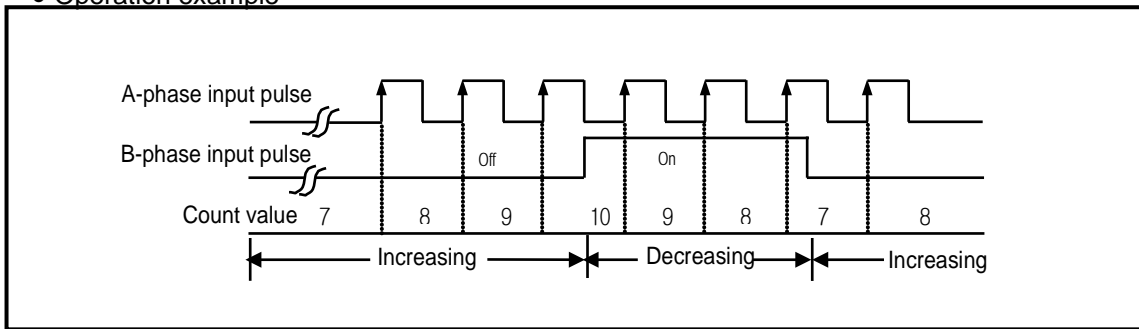 Operation example
A-phase input pulse
B-phase input pulse
Off
On
Count value 7 8 9 10 9 8 7 8
Increasing
Decreasing
Increasing